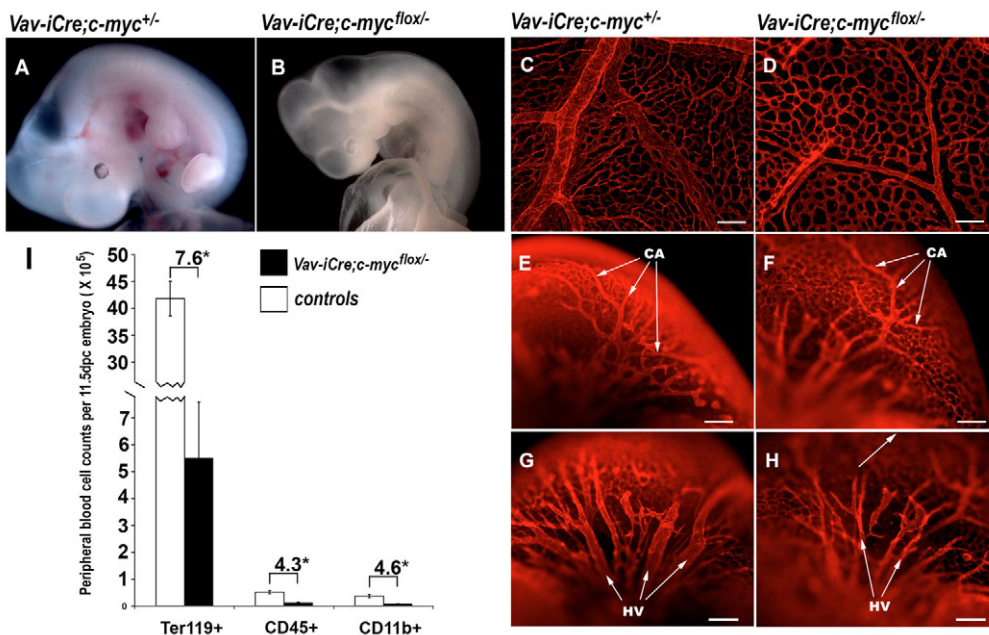 Vav-iCre;c-myc+/-
Vav-iCre;c-mycflox/-
Vav-iCre;c-myc+/-
Vav-iCre;c-mycflox/-
A
B
C
D
E
CA
F
CA
G
HV
H
HV
I
Peripheral blood cell counts per 11.5dpc embryo ( X 10⁵)
50
45
40
35
30
7
6
5
4
3
2
1
0
7.6*
4.3*
4.6*
Vav-iCre;c-mycflox/-
controls
Ter119+
CD45+
CD11b+